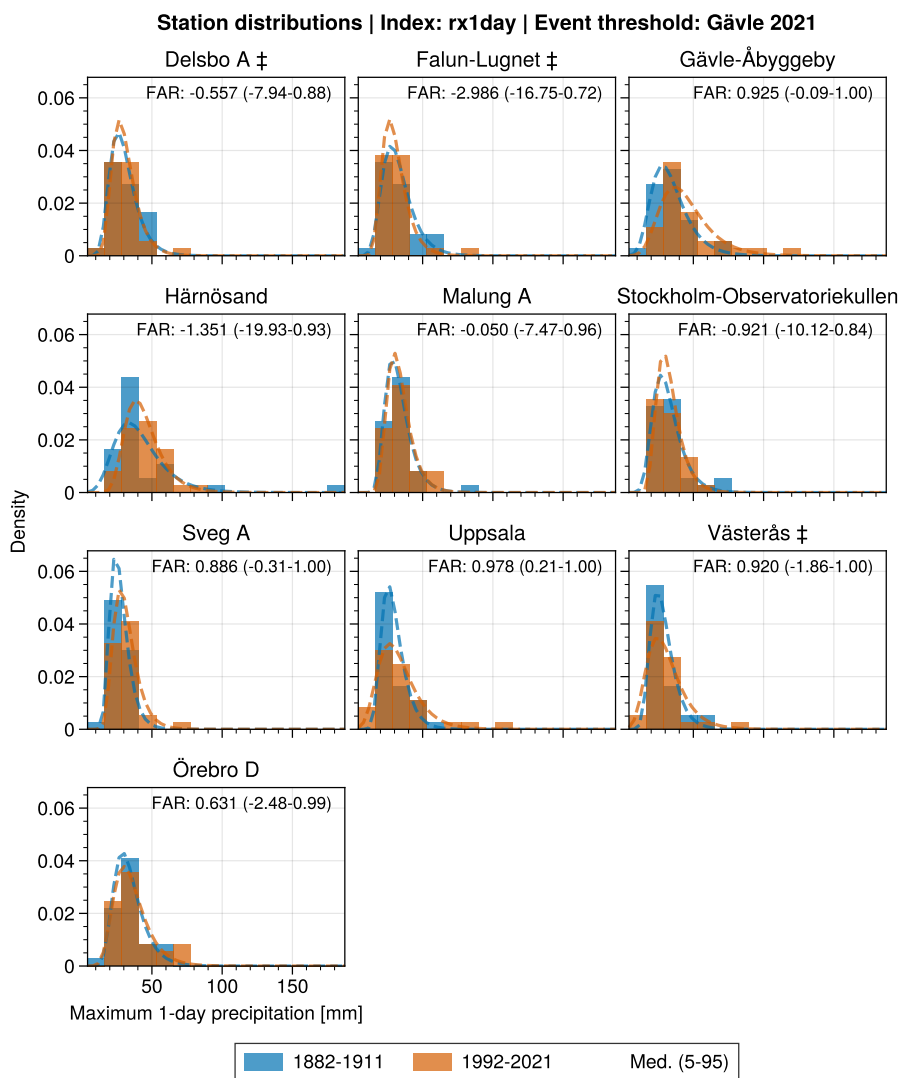 Station distributions | Index: rx1day | Event threshold: Gävle 2021
Delsbo A ‡
Falun-Lugnet ‡
Gävle-Åbyggeby
FAR: -0.557 (-7.94-0.88)
FAR: -2.986 (-16.75-0.72)
FAR: 0.925 (-0.09-1.00)
0.06
0.04
0.02
0
Härnösand
Malung A
Stockholm-Observatoriekullen
FAR: -1.351 (-19.93-0.93)
FAR: -0.050 (-7.47-0.96)
FAR: -0.921 (-10.12-0.84)
0.06
0.04
0.02
0
Density
Sveg A
Uppsala
Västerås ‡
FAR: 0.886 (-0.31-1.00)
FAR: 0.978 (0.21-1.00)
FAR: 0.920 (-1.86-1.00)
0.06
0.04
0.02
0
Örebro D
FAR: 0.631 (-2.48-0.99)
0.06
0.04
0.02
0
50 100 150
Maximum 1-day precipitation [mm]
1882-1911 1992-2021 Med. (5-95)